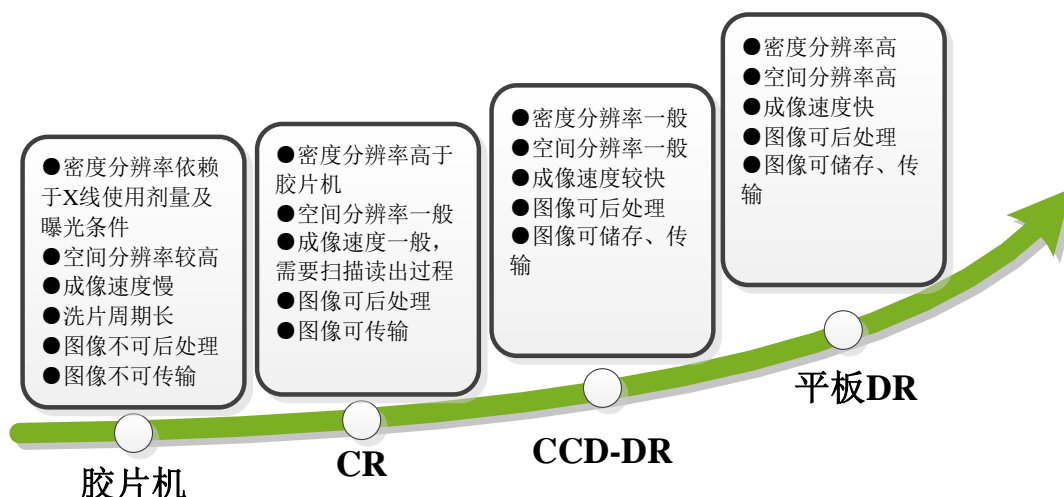 ●密度分辨率依赖
于X线使用剂量及
曝光条件
●空间分辨率较高
●成像速度慢
●洗片周期长
●图像不可后处理
●图像不可传输
胶片机
●密度分辨率高于
胶片机
●空间分辨率一般
●成像速度一般，
需要扫描读出过程
●图像可后处理
●图像可传输
CR
●密度分辨率一般
●空间分辨率一般
●成像速度较快
●图像可后处理
●图像可储存、传
输
CCD-DR
●密度分辨率高
●空间分辨率高
●成像速度快
●图像可后处理
●图像可储存、传
输
平板DR